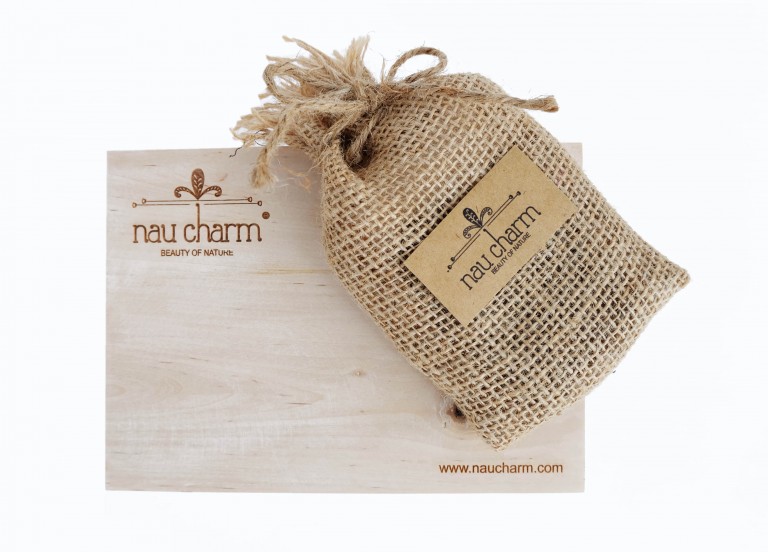 nau charm®
BEAUTY OF NATURE
nau charm
BEAUTY OF NATURE
www.naucharm.com